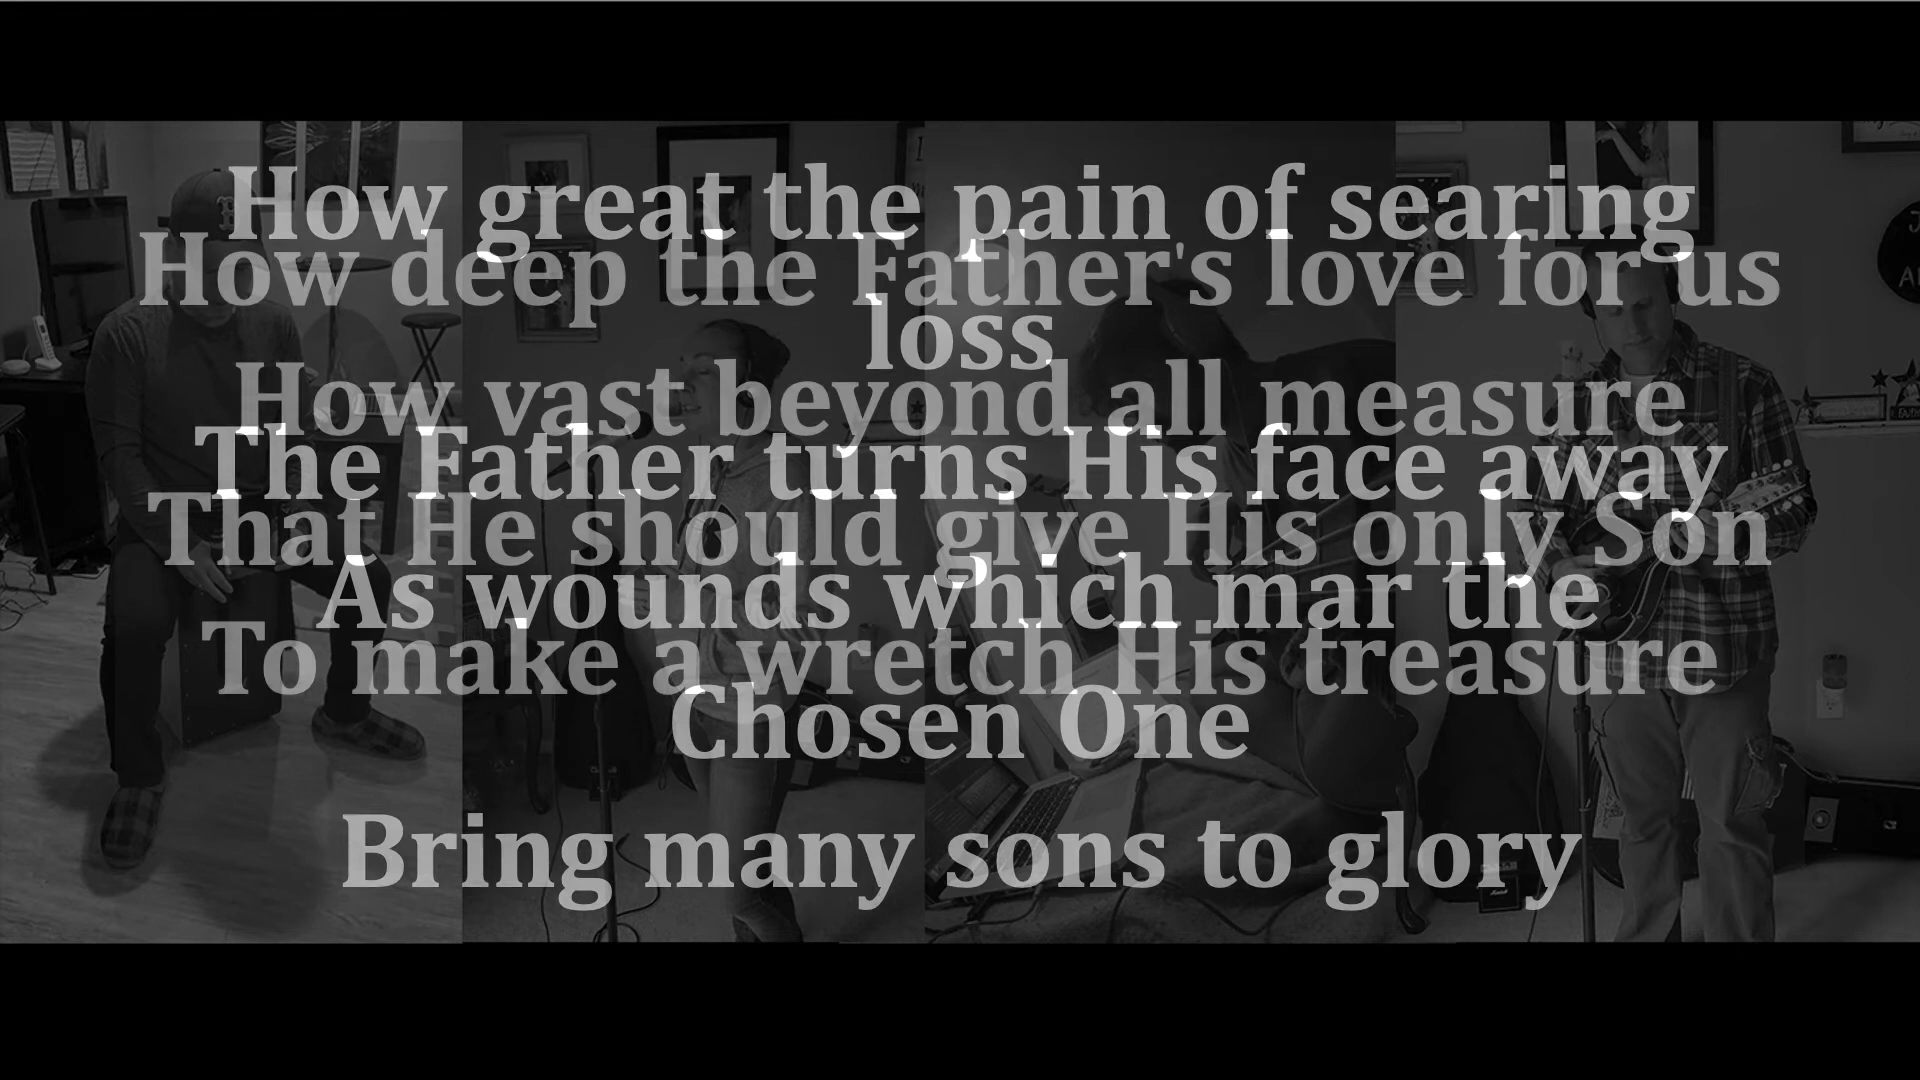 How great the pain of searing
How deep the Father's love for us
loss
How vast beyond all measure
The Father turns His face away
That He should give His only Son
As wounds which mar the
To make a wretch His treasure
Chosen One
Bring many sons to glory